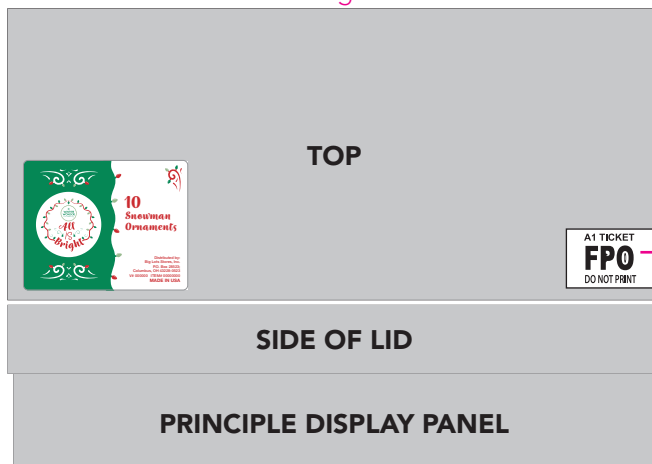 TOP
All
is
Bright
10
Snowman
Ornaments
Distributed by:
Big Lots Stores, Inc.
MADE IN USA
A1 TICKET
FPO
DO NOT PRINT
SIDE OF LID
PRINCIPLE DISPLAY PANEL